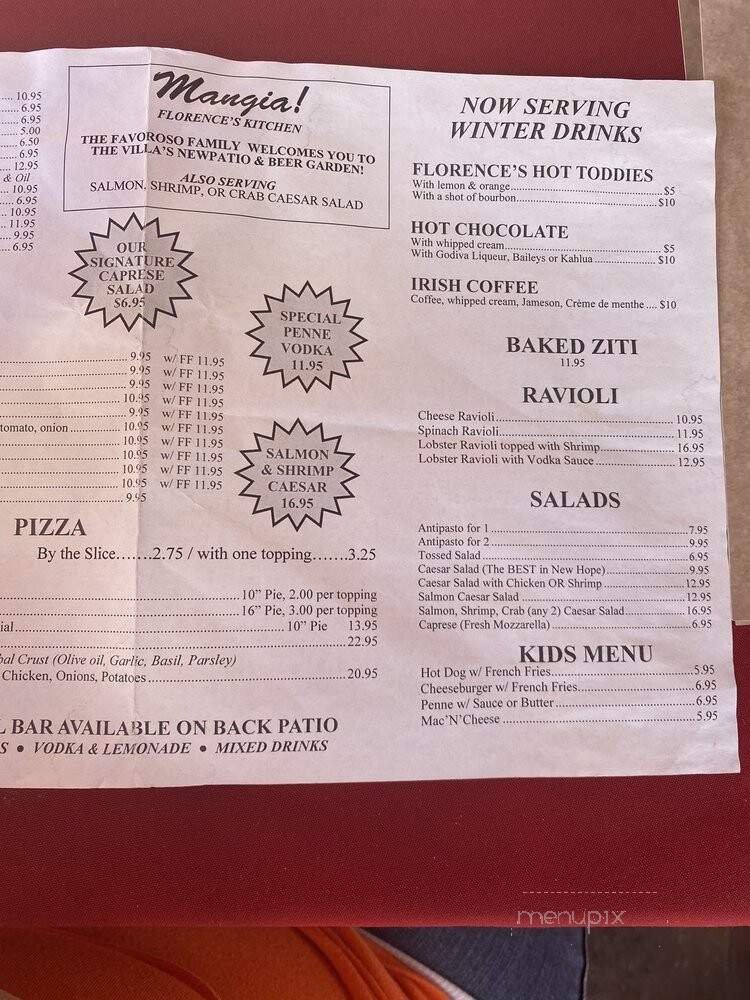 .... 10.95
..... 6.95
..... 6.95
..... 5.00
.... 6.50
.... 6.95
... 12.95
& Oil
... 10.95
.... 6.95
... 10.95
... 11.95
.... 9.95
.... 6.95
Mangia!
FLORENCE'S KITCHEN
THE FAVOROSO FAMILY WELCOMES YOU TO
THE VILLA'S NEWPATIO & BEER GARDEN!
ALSO SERVING
SALMON, SHRIMP, OR CRAB CAESAR SALAD
OUR
SIGNATURE
CAPRESE
SALAD
$6.95
SPECIAL
PENNE
VODKA
11.95
SALMON
& SHRIMP
CAESAR
16.95
9.95 w/ FF 11.95
9.95 w/ FF 11.95
9.95 w/ FF 11.95
10.95 w/ FF 11.95
9.95 w/ FF 11.95
tomato, onion ..... 10.95 w/ FF 11.95
10.95 w/ FF 11.95
10.95 w/ FF 11.95
10.95 w/ FF 11.95
10.95 w/ FF 11.95
9.95
PIZZA
By the Slice.......2.75 / with one topping.......3.25
10” Pie, 2.00 per topping
16” Pie, 3.00 per topping
ial..... 10” Pie 13.95
22.95
bal Crust (Olive oil, Garlic, Basil, Parsley)
Chicken, Onions, Potatoes..... 20.95
L BAR AVAILABLE ON BACK PATIO
S • VODKA & LEMONADE • MIXED DRINKS
NOW SERVING
WINTER DRINKS
FLORENCE'S HOT TODDIES
With lemon & orange..... $5
With a shot of bourbon..... $10
HOT CHOCOLATE
With whipped cream..... $5
With Godiva Liqueur, Baileys or Kahlua..... $10
IRISH COFFEE
Coffee, whipped cream, Jameson, Crème de menthe .... $10
BAKED ZITI
11.95
RAVIOLI
Cheese Ravioli..... 10.95
Spinach Ravioli..... 11.95
Lobster Ravioli topped with Shrimp..... 16.95
Lobster Ravioli with Vodka Sauce..... 12.95
SALADS
Antipasto for 1..... 7.95
Antipasto for 2..... 9.95
Tossed Salad..... 6.95
Caesar Salad (The BEST in New Hope)..... 9.95
Caesar Salad with Chicken OR Shrimp..... 12.95
Salmon Caesar Salad..... 12.95
Salmon, Shrimp, Crab (any 2) Caesar Salad..... 16.95
Caprese (Fresh Mozzarella)..... 6.95
KIDS MENU
Hot Dog w/ French Fries..... 5.95
Cheeseburger w/ French Fries..... 6.95
Penne w/ Sauce or Butter..... 6.95
Mac'N'Cheese..... 5.95
menupix